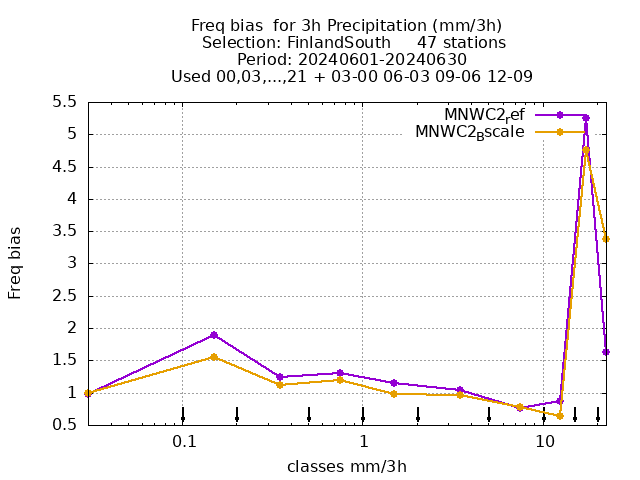 Freq bias  for 3h Precipitation (mm/3h)
Selection: FinlandSouth     47 stations
Period: 20240601-20240630
Used 00,03,...,21 + 03-00 06-03 09-06 12-09
MNWC2ref
MNWC2Bscale
5.5
5
4.5
4
3.5
3
2.5
2
1.5
1
0.5
Freq bias
0.1 1 10
classes mm/3h